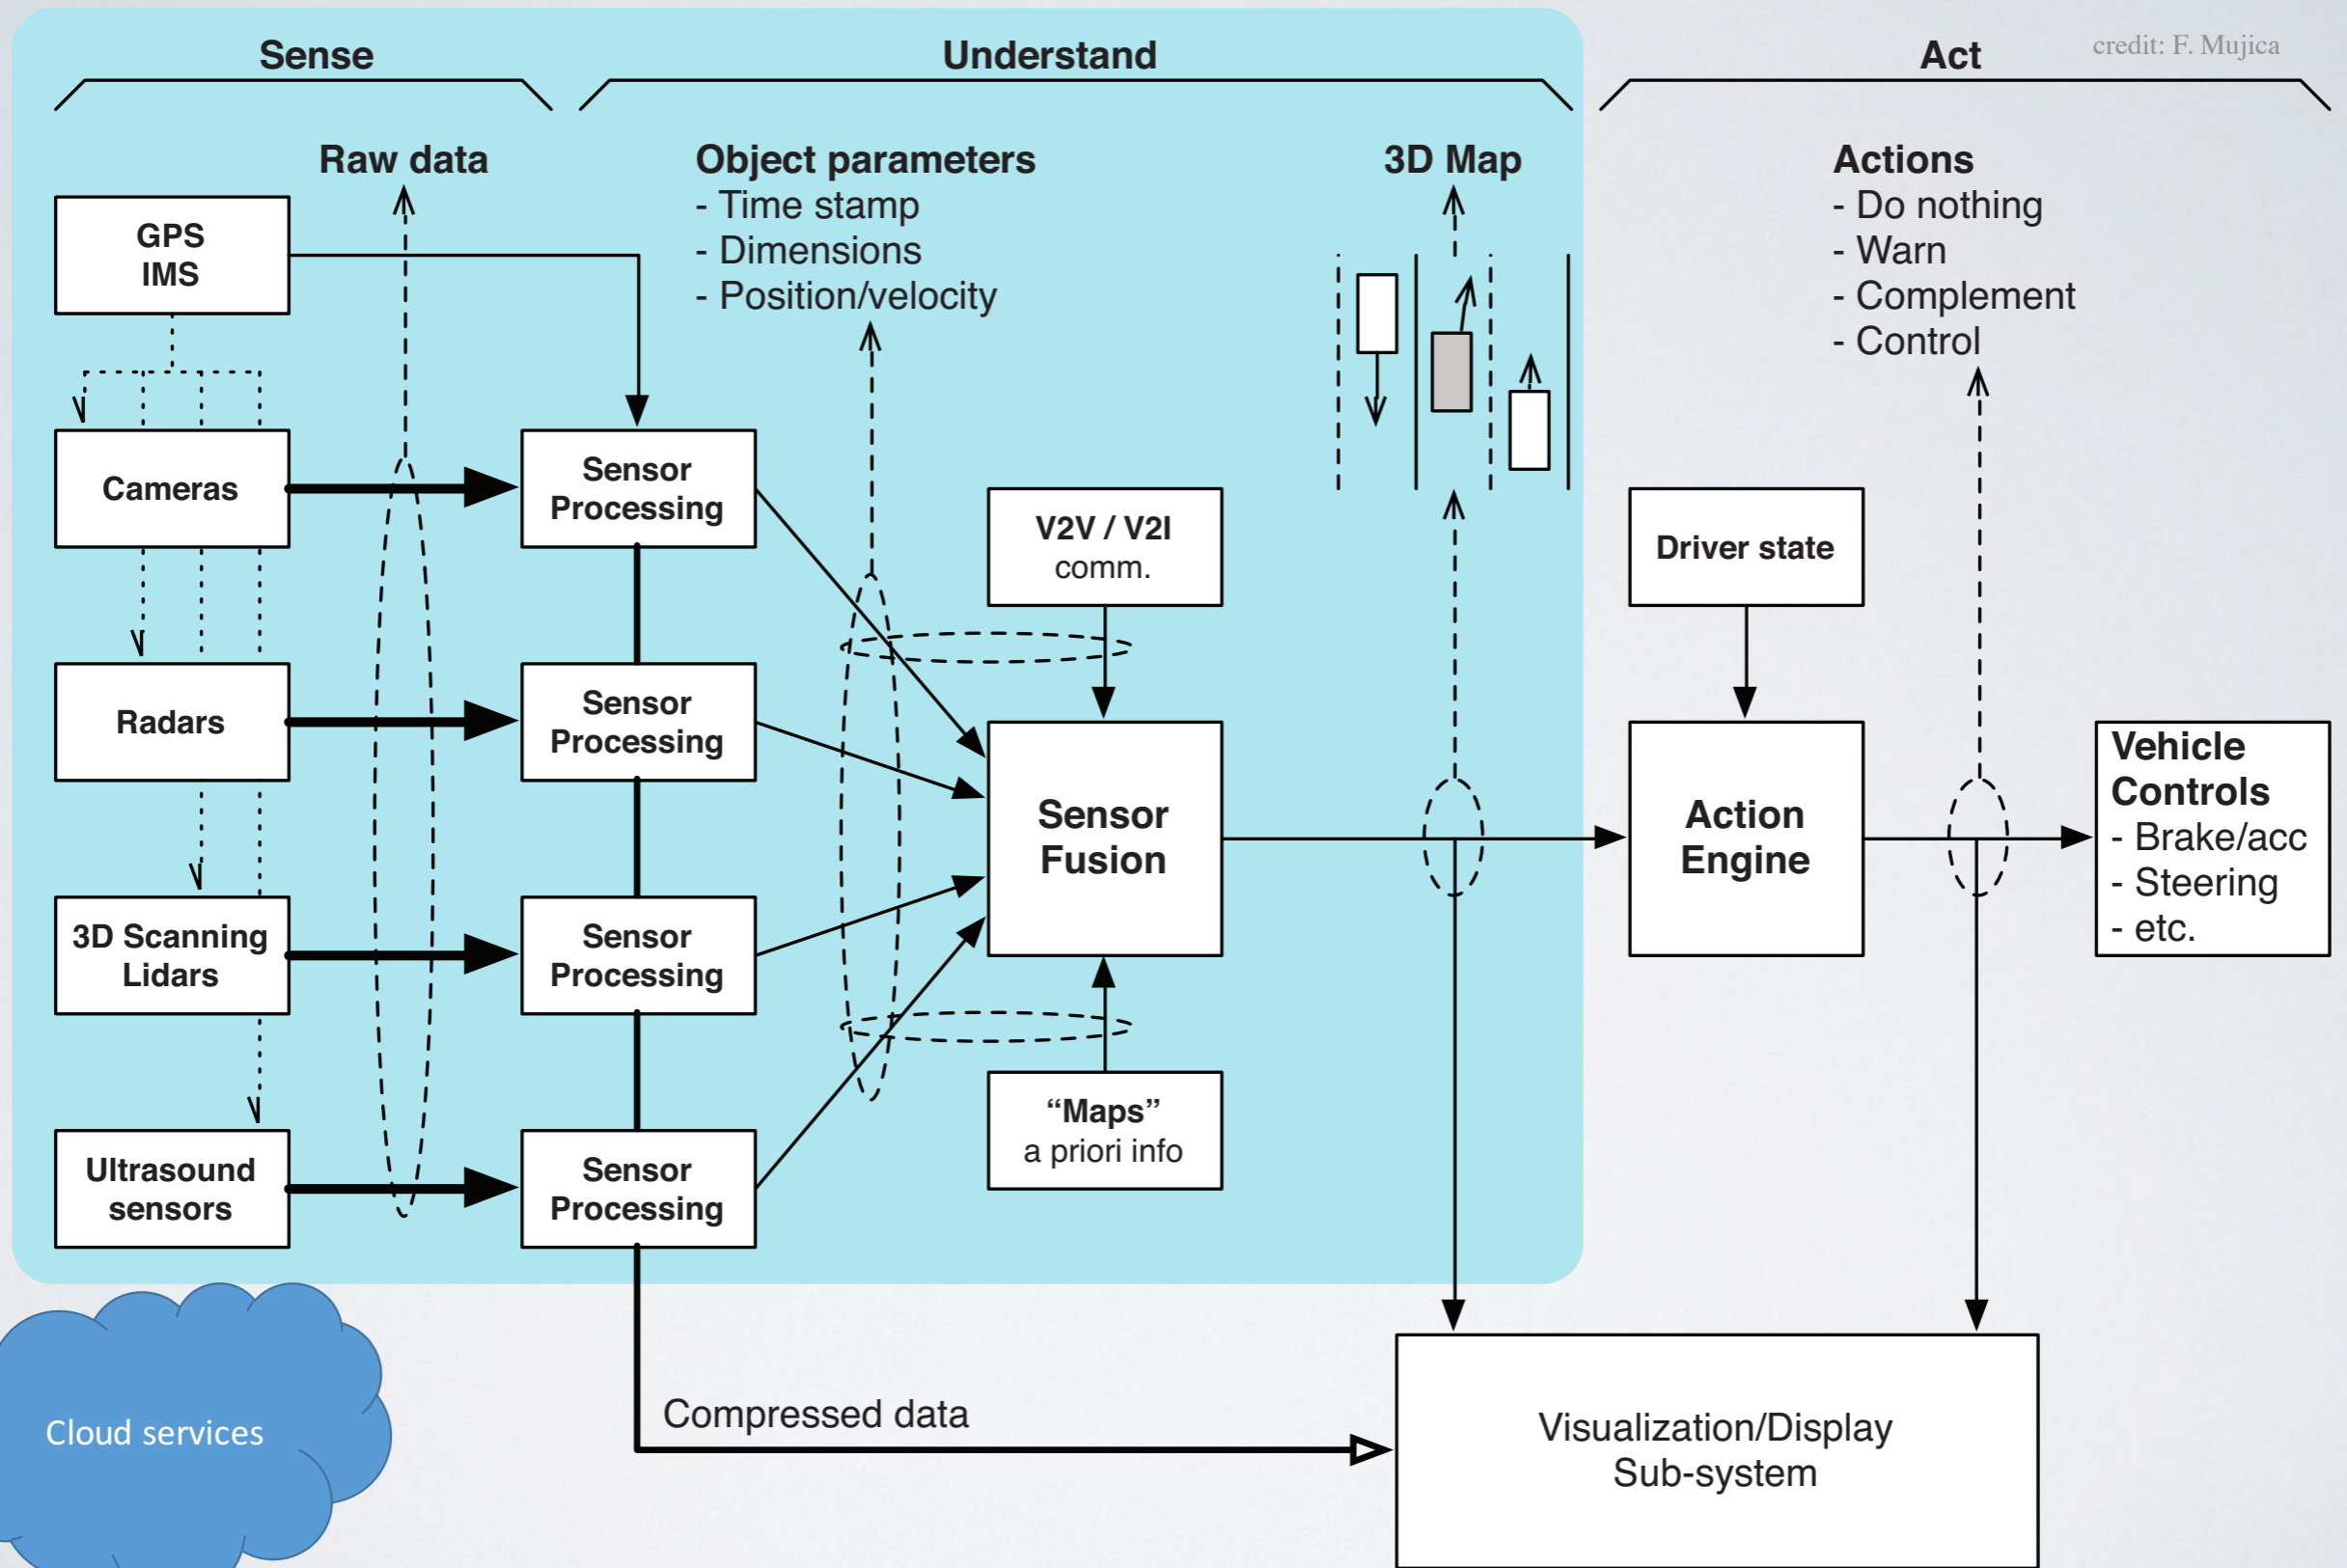 Sense
Understand
Act
credit: F. Mujica
Raw data
Object parameters
- Time stamp
- Dimensions
- Position/velocity
3D Map
Actions
- Do nothing
- Warn
- Complement
- Control
GPS
IMS
Cameras
Sensor
Processing
V2V / V2I
comm.
Driver state
Radars
Sensor
Processing
Sensor
Fusion
Action
Engine
Vehicle
Controls
- Brake/acc
- Steering
- etc.
3D Scanning
Lidars
Sensor
Processing
“Maps”
a priori info
Ultrasound
sensors
Sensor
Processing
Cloud services
Compressed data
Visualization/Display
Sub-system